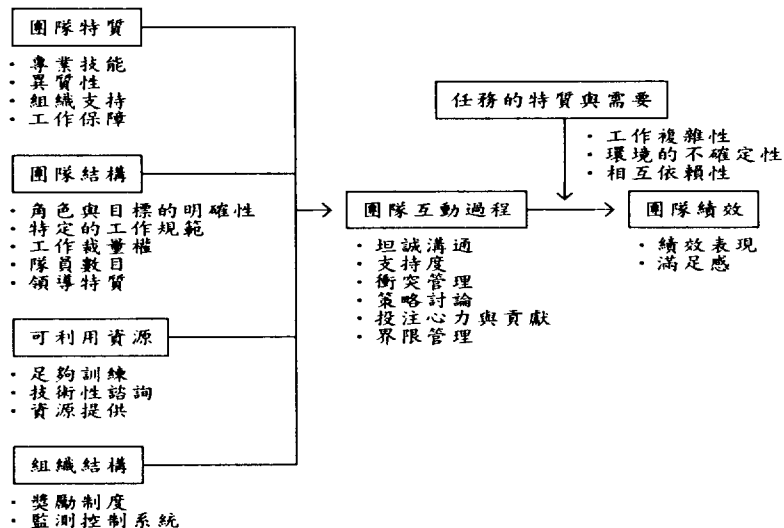 團隊特質
· 專業技能
· 異質性
· 組織支持
· 工作保障
團隊結構
· 角色與目標的明確性
· 特定的工作規範
· 工作裁量權
· 隊員數目
· 領導特質
可利用資源
· 足夠訓練
· 技術性諮詢
· 資源提供
組織結構
· 獎勵制度
· 監測控制系統
團隊互動過程
· 坦誠溝通
· 支持度
· 衝突管理
· 策略討論
· 投注心力與貢獻
· 界限管理
任務的特質與需要
· 工作複雜性
· 環境的不確定性
· 相互依賴性
團隊績效
· 績效表現
· 滿足感